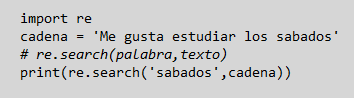 import re
cadena = 'Me gusta estudiar los sabados'
# re.search(palabra,texto)
print(re.search('sabados',cadena))